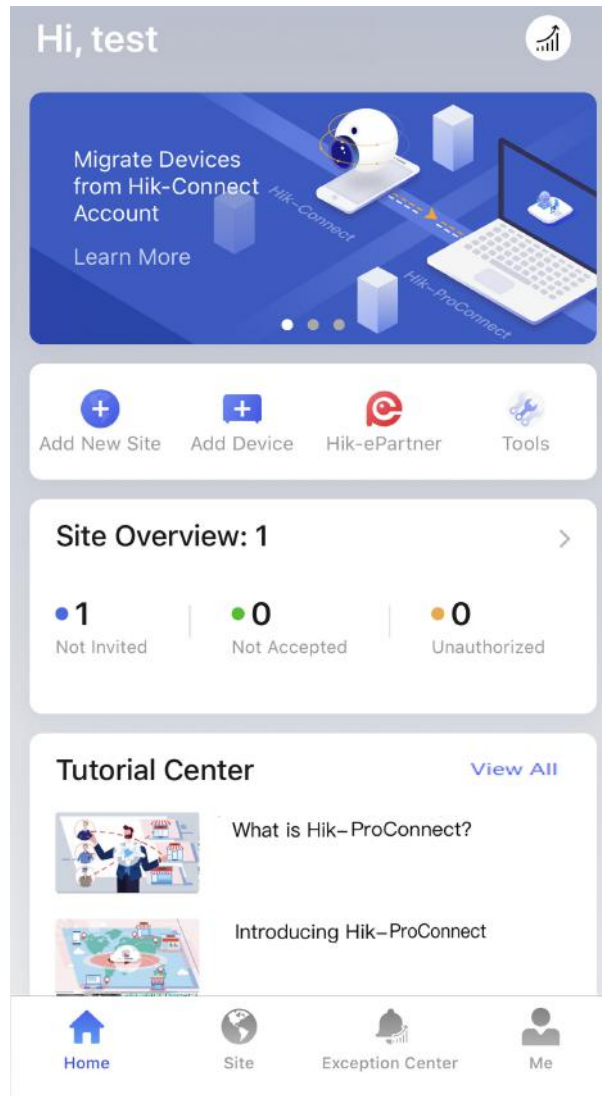 Hi, test
Migrate Devices
from Hik-Connect
Account
Learn More
Hik-Connect
Hik-ProConnect
Add New Site
Add Device
Hik-ePartner
Tools
Site Overview: 1
1
0
0
Not Invited
Not Accepted
Unauthorized
Tutorial Center
View All
What is Hik-ProConnect?
Introducing Hik-ProConnect
Home
Site
Exception Center
Me